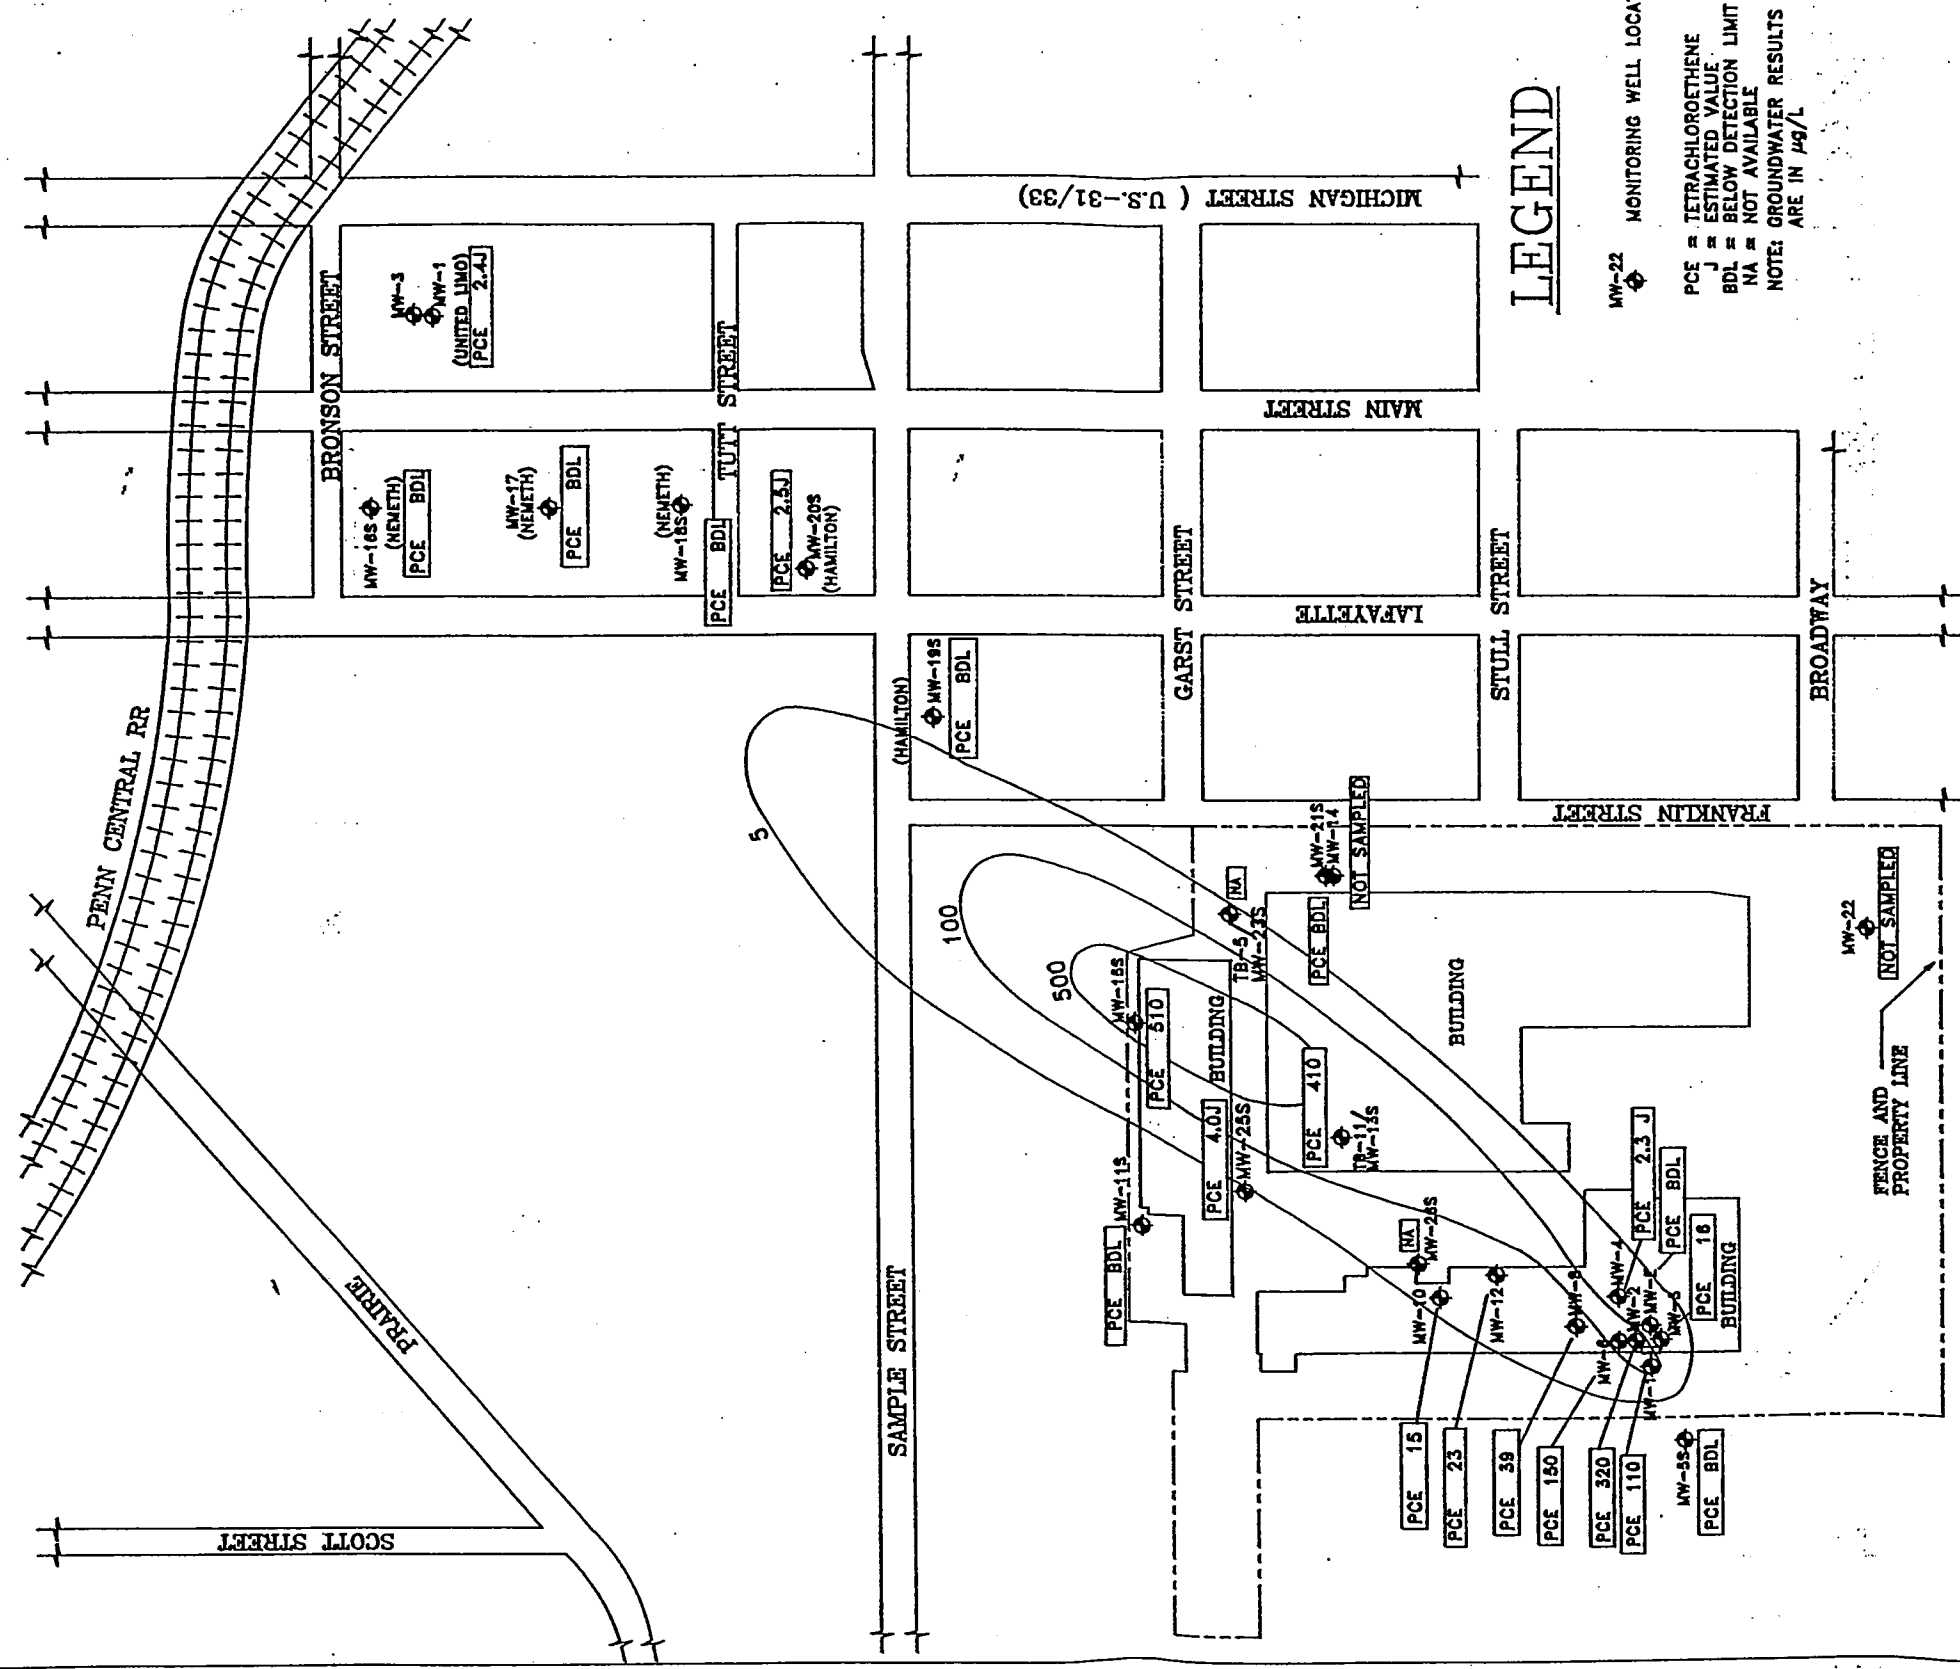 PENN CENTRAL RR
PRAIRIE
SCOTT STREET
SAMPLE STREET
BRONSON STREET
TUTT STREET
GARST STREET
STULL STREET
BROADWAY
MICHIGAN STREET ( U.S.-31/33)
MAIN STREET
LAFAYETTE
FRANKLIN STREET
MW-3
MW-1
(UNITED LIMO)
PCE 2.4J
MW-16S
(NEMETH)
PCE BDL
MW-17
(NEMETH)
PCE BDL
(NEMETH)
MW-18S
PCE BDL
PCE 2.5J
MW-20S
(HAMILTON)
(HAMILTON)
MW-19S
PCE BDL
5
100
500
MW-15S
PCE 510
BUILDING
NA
TB-5
MW-23S
MW-21S
MW-14
NOT SAMPLED
PCE BDL
BUILDING
PCE 410
TB-11/
MW-13S
PCE 4.0J
MW-25S
MW-11S
PCE BDL
NA
MW-26S
MW-10
PCE 15
MW-12
PCE 23
PCE 39
PCE 150
PCE 320
PCE 110
MW-4
MW-2
MW-6
PCE 2.3 J
PCE BDL
PCE 16
BUILDING
PCE BDL
MW-22
NOT SAMPLED
FENCE AND
PROPERTY LINE
LEGEND
MW-22
MONITORING WELL
PCE = TETRACHLOROETHENE
J = ESTIMATED VALUE
BDL = BELOW DETECTION LIMIT
NA = NOT AVAILABLE
NOTE: GROUNDWATER RESULTS
ARE IN µg/L